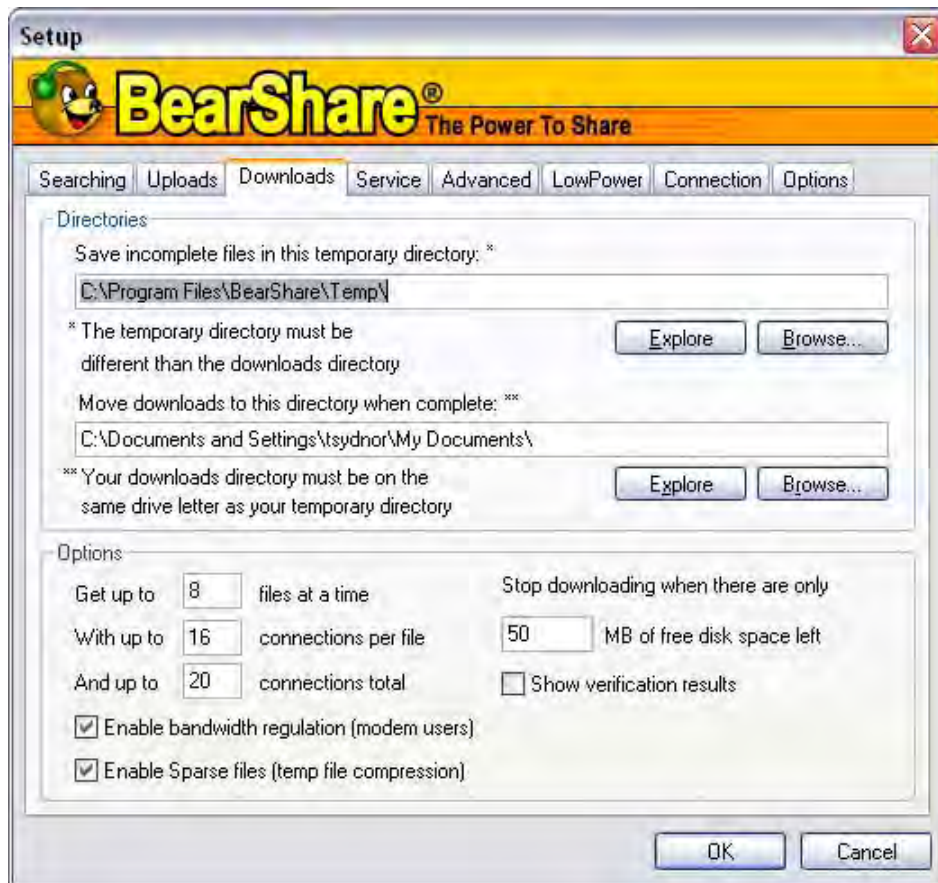 Setup
BearShare®
The Power To Share
Searching Uploads Downloads Service Advanced LowPower Connection Options
Directories
Save incomplete files in this temporary directory: *
C:\Program Files\BearShare\Temp\
* The temporary directory must be
different than the downloads directory
Explore Browse...
Move downloads to this directory when complete: **
C:\Documents and Settings\tsydnor\My Documents\
** Your downloads directory must be on the
same drive letter as your temporary directory
Explore Browse...
Options
Get up to 8 files at a time
With up to 16 connections per file
And up to 20 connections total
Stop downloading when there are only
50 MB of free disk space left
Show verification results
Enable bandwidth regulation (modem users)
Enable Sparse files (temp file compression)
OK Cancel